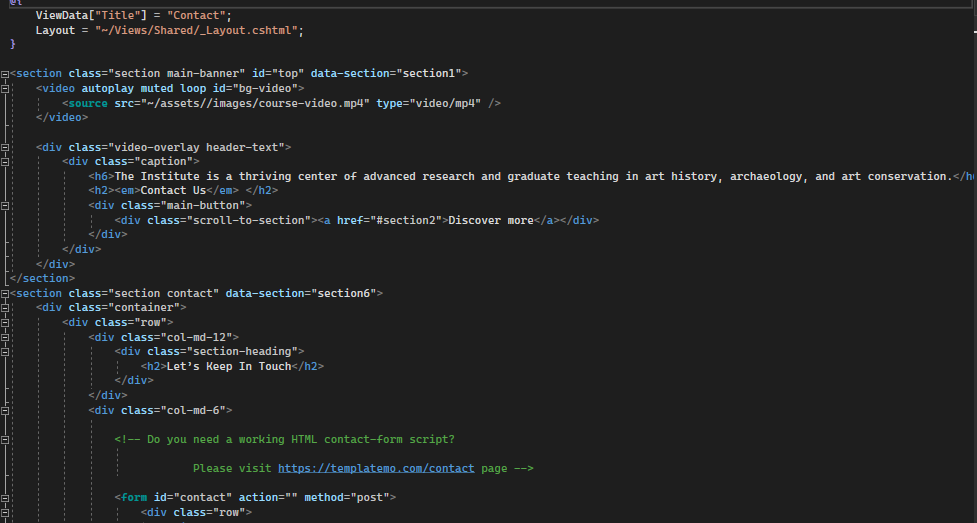 @{
ViewData["Title"] = "Contact";
Layout = "~/Views/Shared/_Layout.cshtml";
}
<section class="section main-banner" id="top" data-section="section1">
<video autoplay muted loop id="bg-video">
<source src="~/assets//images/course-video.mp4" type="video/mp4" />
</video>
<div class="video-overlay header-text">
<div class="caption">
<h6>The Institute is a thriving center of advanced research and graduate teaching in art history, archaeology, and art conservation.</h
<h2><em>Contact Us</em> </h2>
<div class="main-button">
<div class="scroll-to-section"><a href="#section2">Discover more</a></div>
</div>
</div>
</div>
</section>
<section class="section contact" data-section="section6">
<div class="container">
<div class="row">
<div class="col-md-12">
<div class="section-heading">
<h2>Let’s Keep In Touch</h2>
</div>
</div>
<div class="col-md-6">
<!-- Do you need a working HTML contact-form script?
Please visit https://templatemo.com/contact page -->
<form id="contact" action="" method="post">
<div class="row">